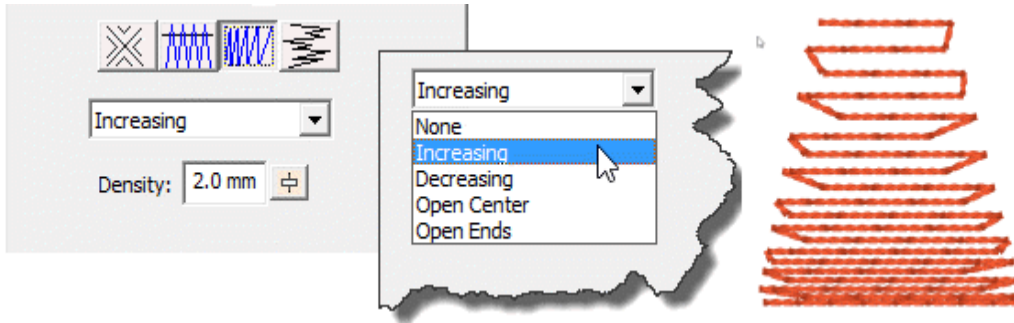 Increasing
Density: 2.0 mm
Increasing
None
Increasing
Decreasing
Open Center
Open Ends